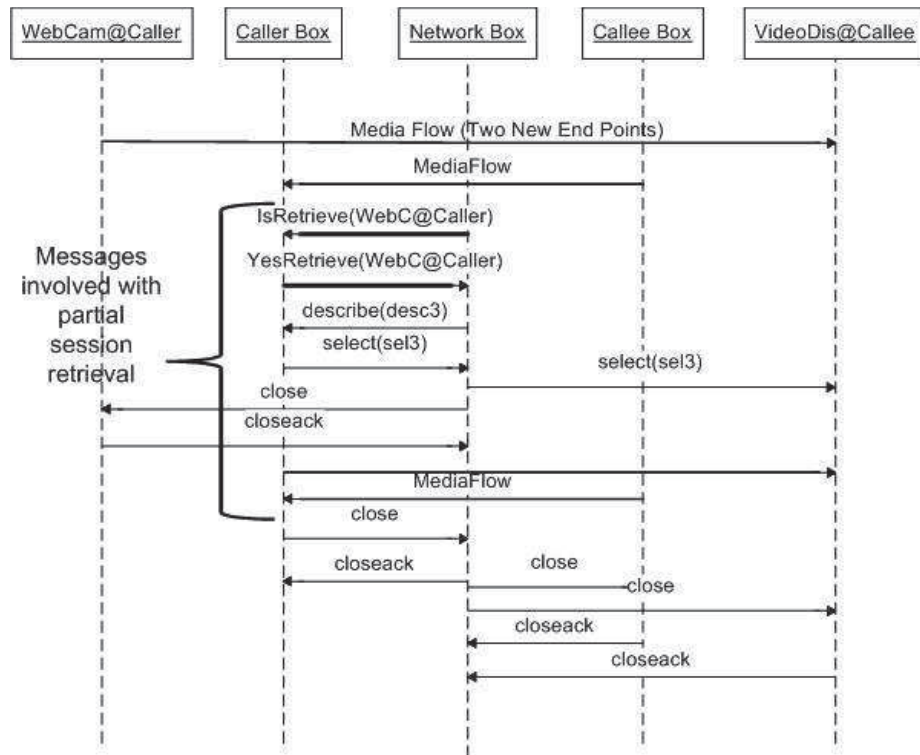 WebCam@Caller
Caller Box
Network Box
Callee Box
VideoDis@Callee
Media Flow (Two New End Points)
MediaFlow
IsRetrieve(WebC@Caller)
YesRetrieve(WebC@Caller)
Messages
involved with
partial
session
retrieval
describe(desc3)
select(sel3)
select(sel3)
close
closeack
MediaFlow
close
closeack
close
close
closeack
closeack